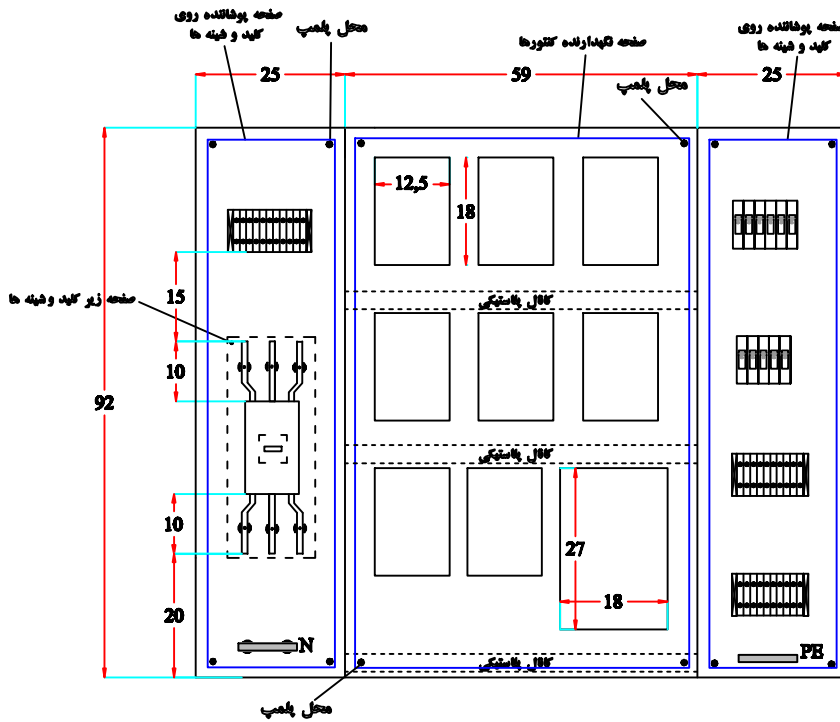 صفحه پوشاننده روی
کلید و شینه ها
محل پلمپ
صفحه نگهدارنده کنتورها
صفحه پوشاننده روی
کلید و شینه ها
محل پلمپ
25
59
25
12,5
18
15
کانال پلاستیکی
صفحه زیر کلید و شینه ها
10
92
کانال پلاستیکی
10
27
18
20
N
PE
کانال پلاستیکی
محل پلمپ